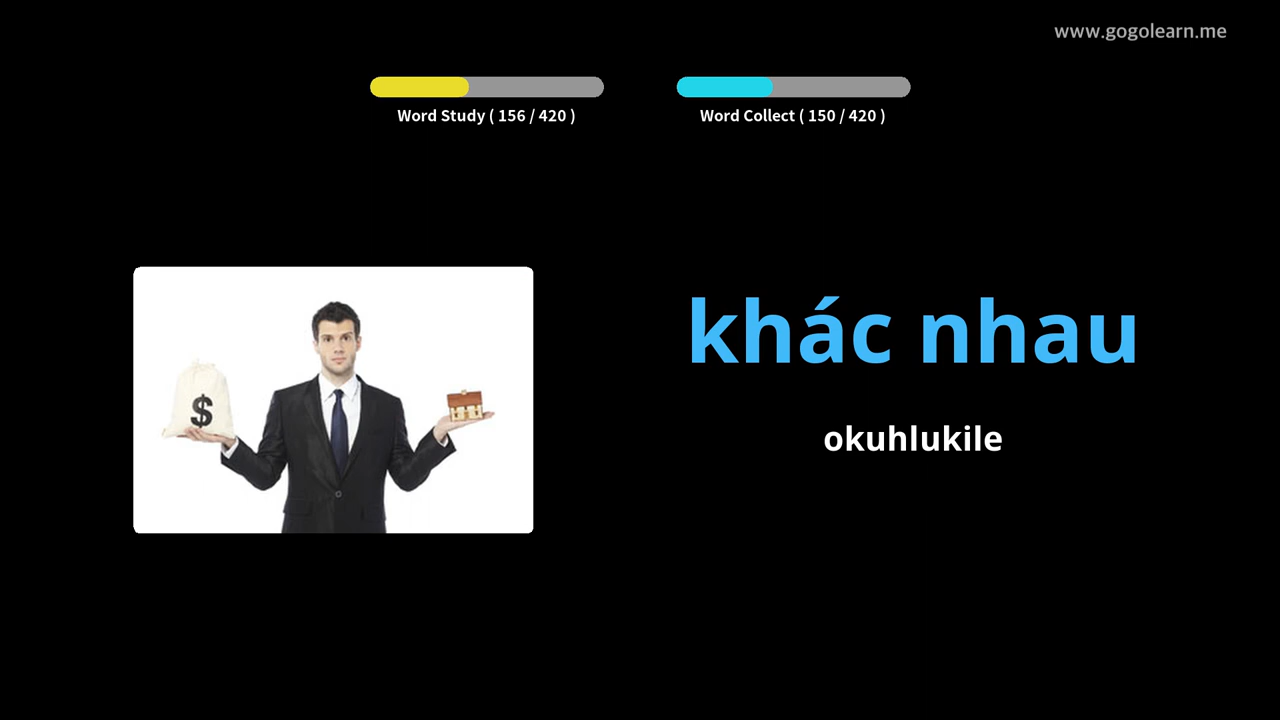 www.gogolearn.me
Word Study ( 156 / 420 )
Word Collect ( 150 / 420 )
khác nhau
$
okuhlukile